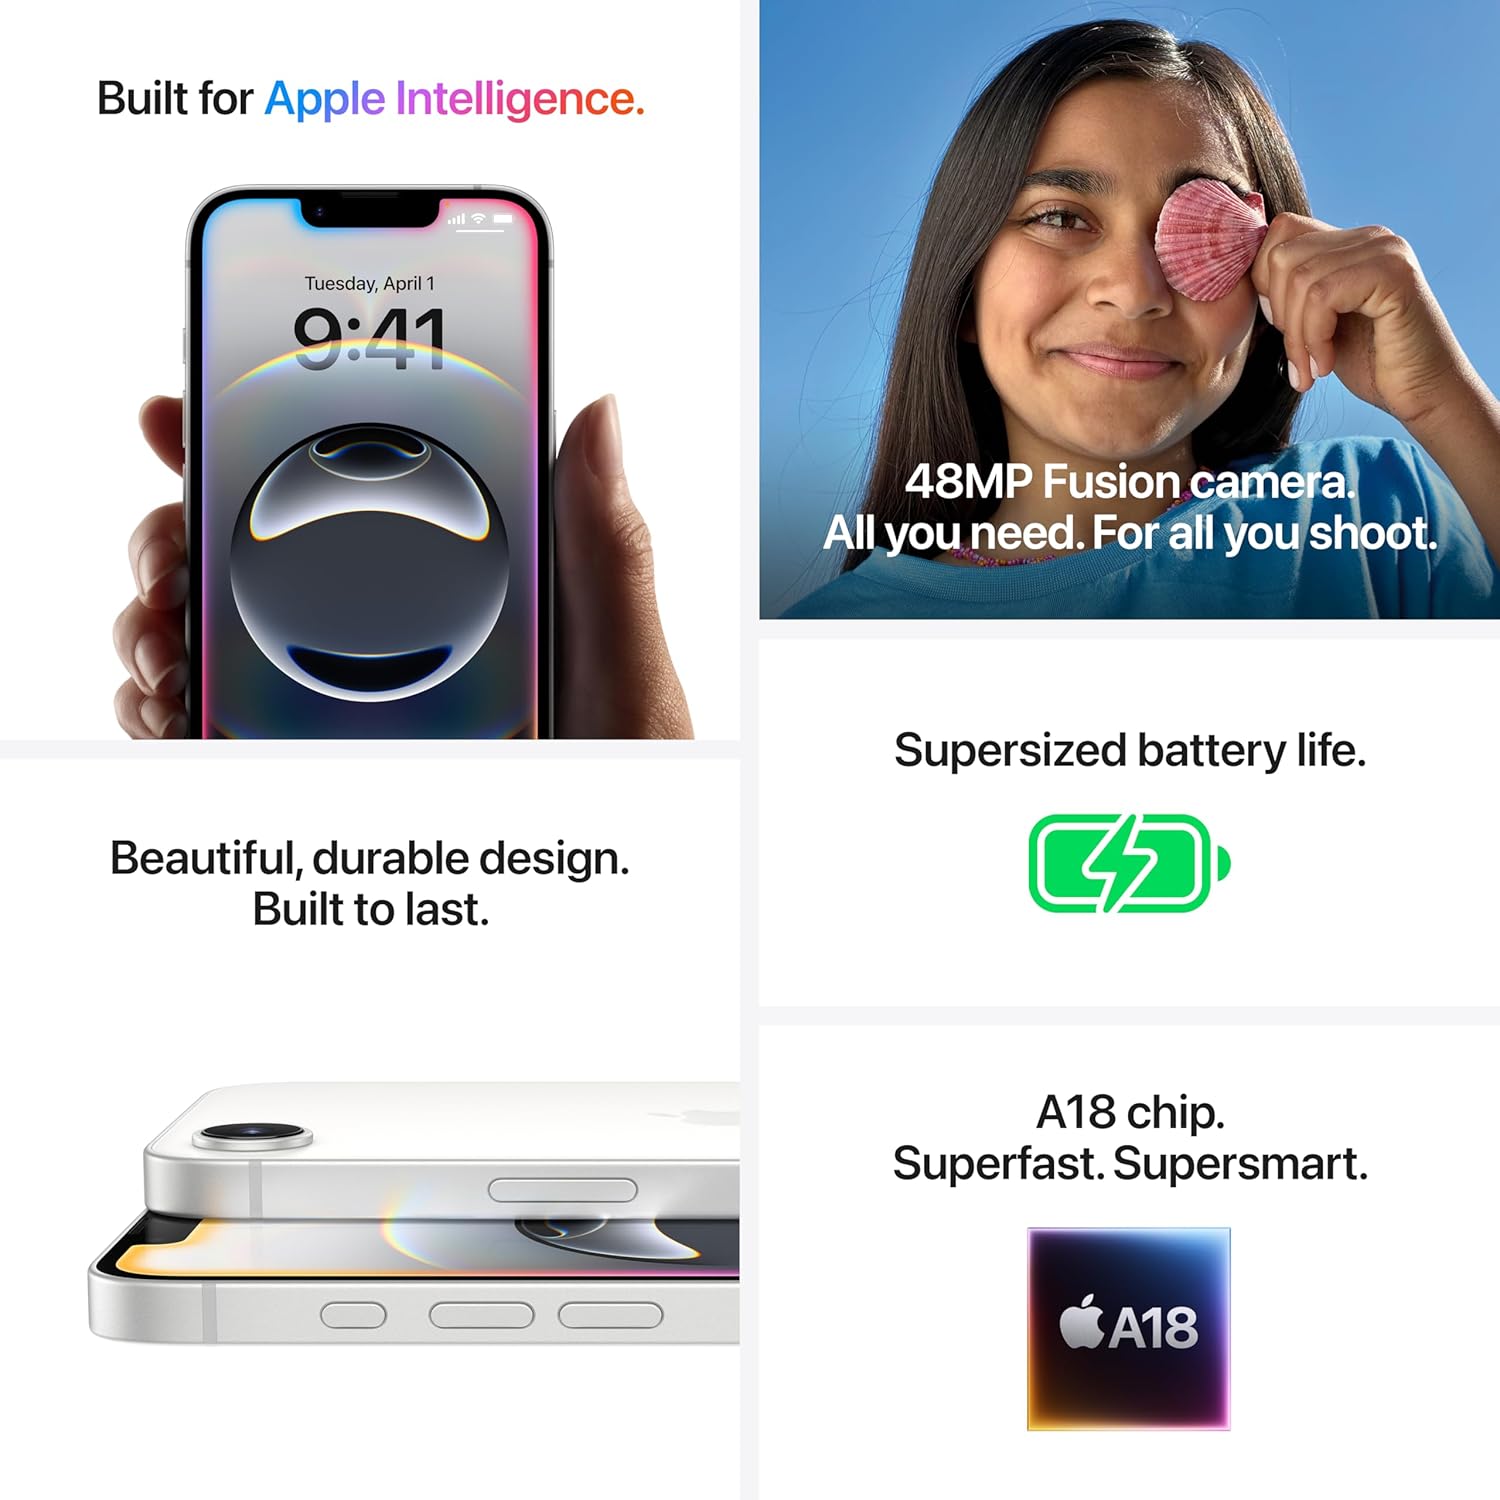 Built for Apple Intelligence.
Tuesday, April 1
9:41
48MP Fusion camera.
All you need. For all you shoot.
Beautiful, durable design.
Built to last.
Supersized battery life.
A18 chip.
Superfast. Supersmart.
A18